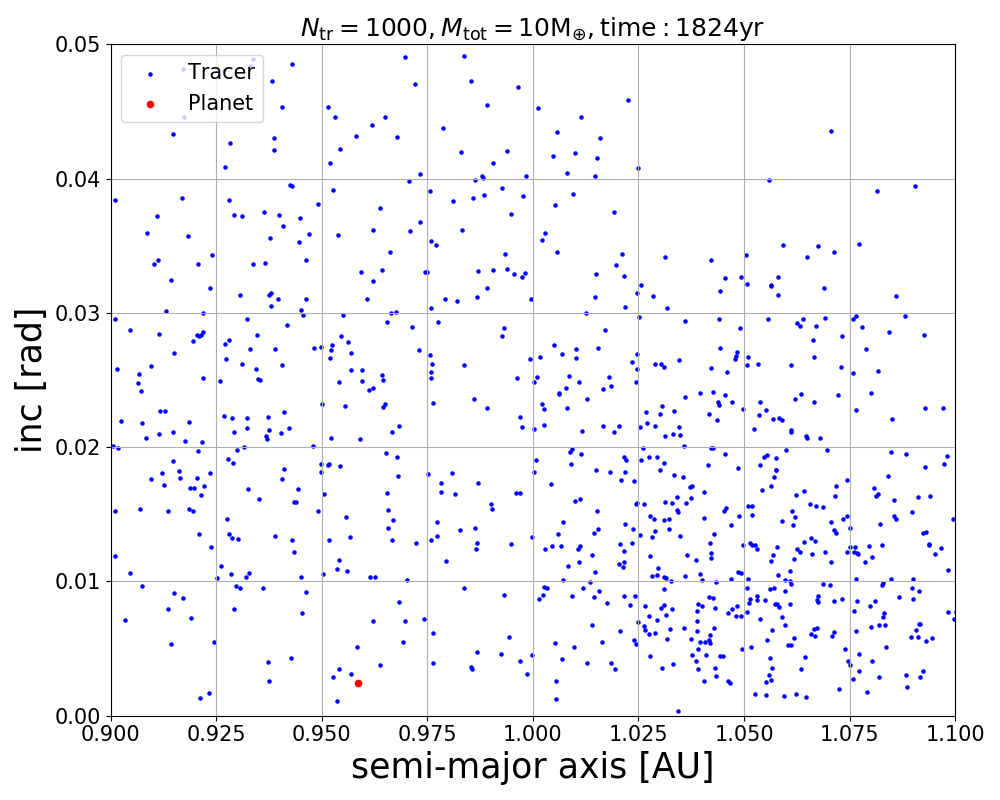 N_tr = 1000, M_tot = 10M_⊕, time : 1824yr
Tracer
Planet
inc [rad]
0.05
0.04
0.03
0.02
0.01
0.00
0.900 0.925 0.950 0.975 1.000 1.025 1.050 1.075 1.100
semi-major axis [AU]